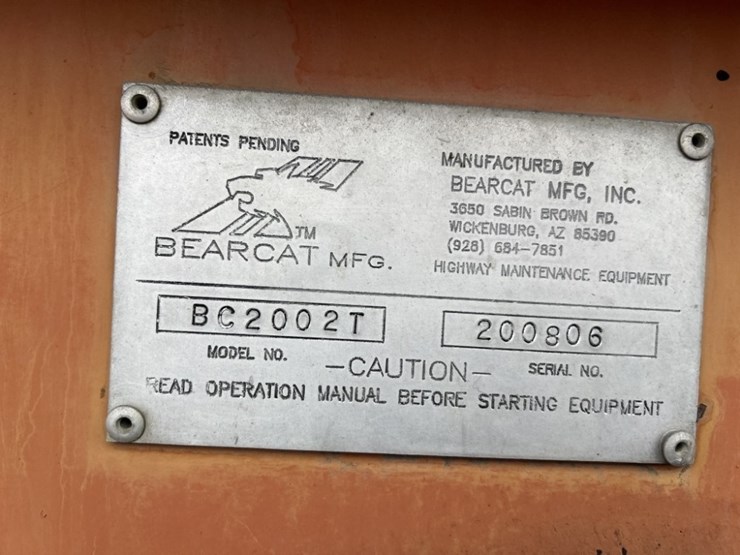 PATENTS PENDING
TM
BEARCAT MFG.
MANUFACTURED BY
BEARCAT MFG, INC.
3650 SABIN BROWN RD.
WICKENBURG, AZ 85390
(928) 684-7851
HIGHWAY MAINTENANCE EQUIPMENT
BC2002T
MODEL NO.
200806
SERIAL NO.
-CAUTION-
READ OPERATION MANUAL BEFORE STARTING EQUIPMENT